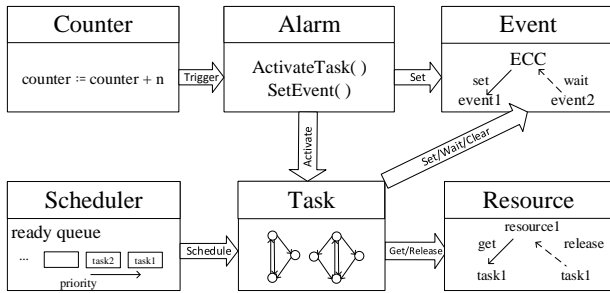 Counter
Alarm
Event
counter := counter + n
Trigger
ActivateTask( )
SetEvent( )
Set
ECC
set
wait
event1
event2
Activate
Set/Wait/Clear
Scheduler
Task
Resource
ready queue
...
task2
task1
priority
Schedule
Get/Release
resource1
get
release
task1
task1